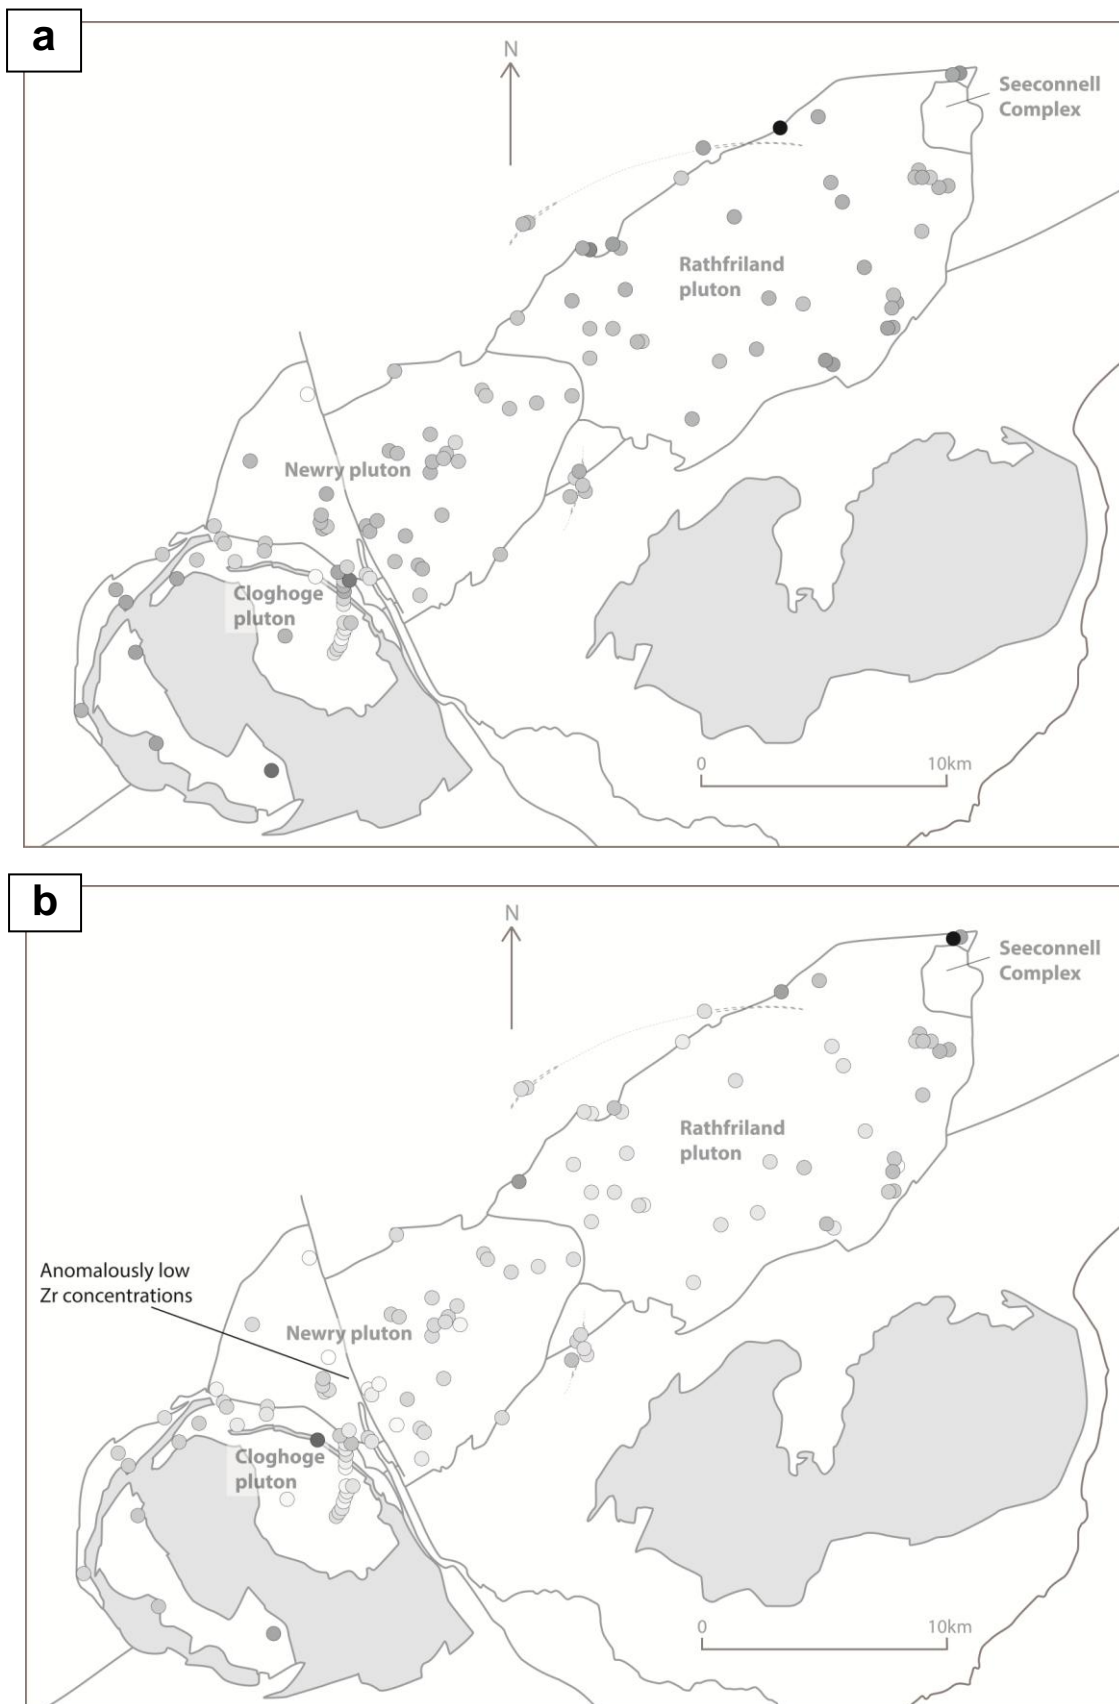 a
N
Seeconnell
Complex
Rathfriland
pluton
Newry pluton
Cloghoge
pluton
0 10km
b
N
Seeconnell
Complex
Rathfriland
pluton
Anomalously low
Zr concentrations
Newry pluton
Cloghoge
pluton
0 10km